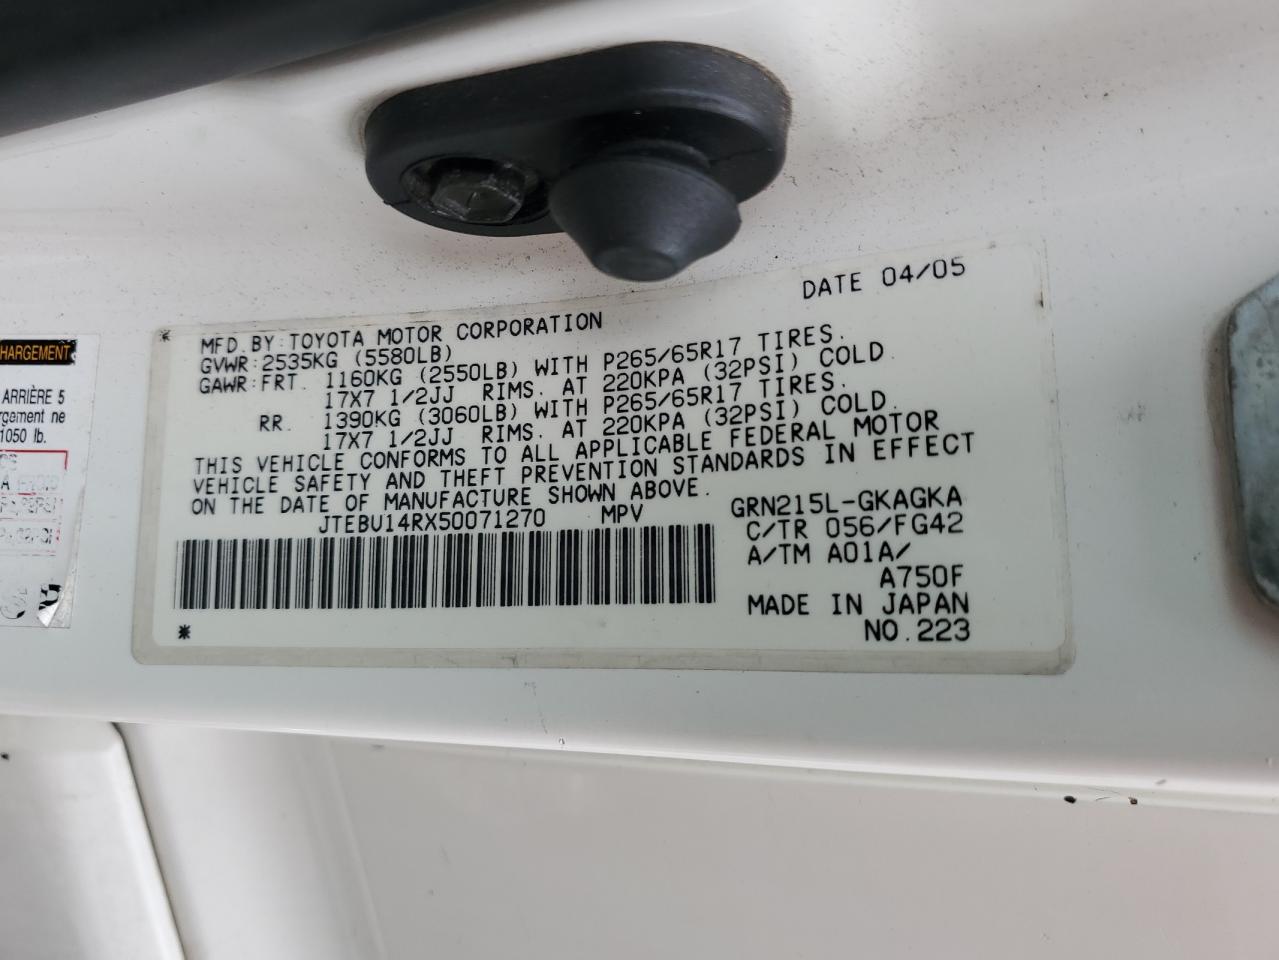 DATE 04/05
MFD.BY:TOYOTA MOTOR CORPORATION
GVWR:2535KG (5580LB)
GAWR:FRT. 1160KG (2550LB) WITH P265/65R17 TIRES.
17X7 1/2JJ RIMS. AT 220KPA (32PSI) COLD.
RR. 1390KG (3060LB) WITH P265/65R17 TIRES.
17X7 1/2JJ RIMS. AT 220KPA (32PSI) COLD.
THIS VEHICLE CONFORMS TO ALL APPLICABLE FEDERAL MOTOR
VEHICLE SAFETY AND THEFT PREVENTION STANDARDS IN EFFECT
ON THE DATE OF MANUFACTURE SHOWN ABOVE.
JTEBU14RX50071270 MPV
GRN215L-GKAGKA
C/TR 056/FG42
A/TM A01A/
A750F
MADE IN JAPAN
NO.223
HARGEMENT
ARRIÈRE 5
rgement ne
1050 lb.